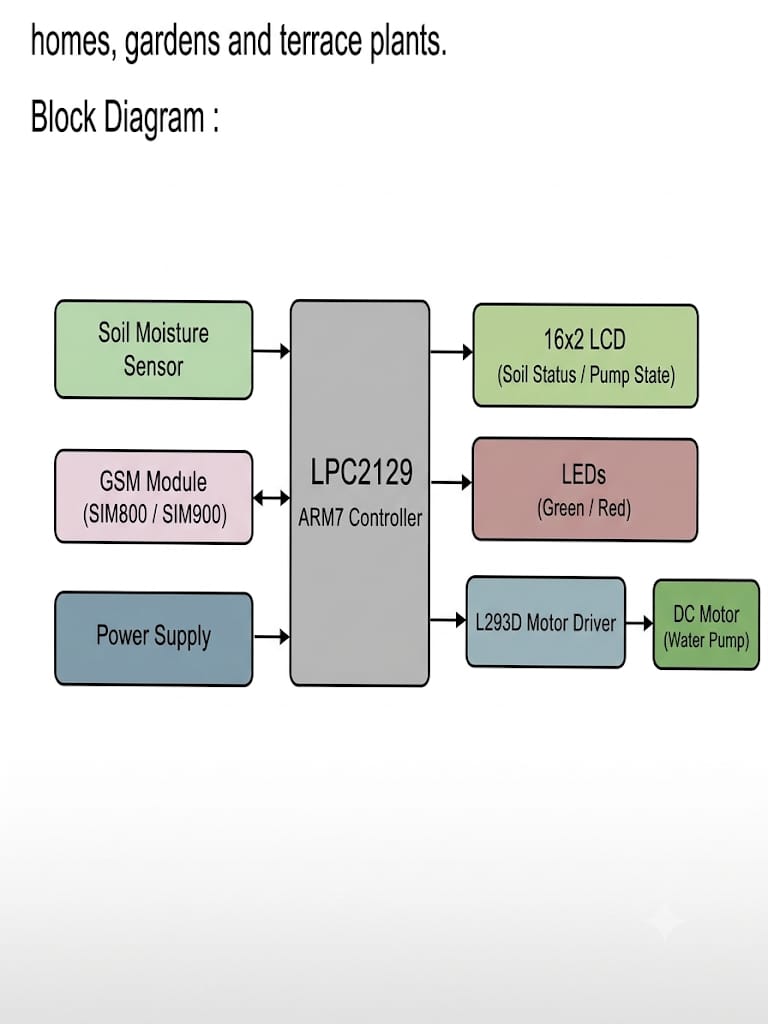 homes, gardens and terrace plants.
Block Diagram :
Soil Moisture
Sensor
GSM Module
(SIM800 / SIM900)
Power Supply
LPC2129
ARM7 Controller
16x2 LCD
(Soil Status / Pump State)
LEDs
(Green / Red)
L293D Motor Driver
DC Motor
(Water Pump)